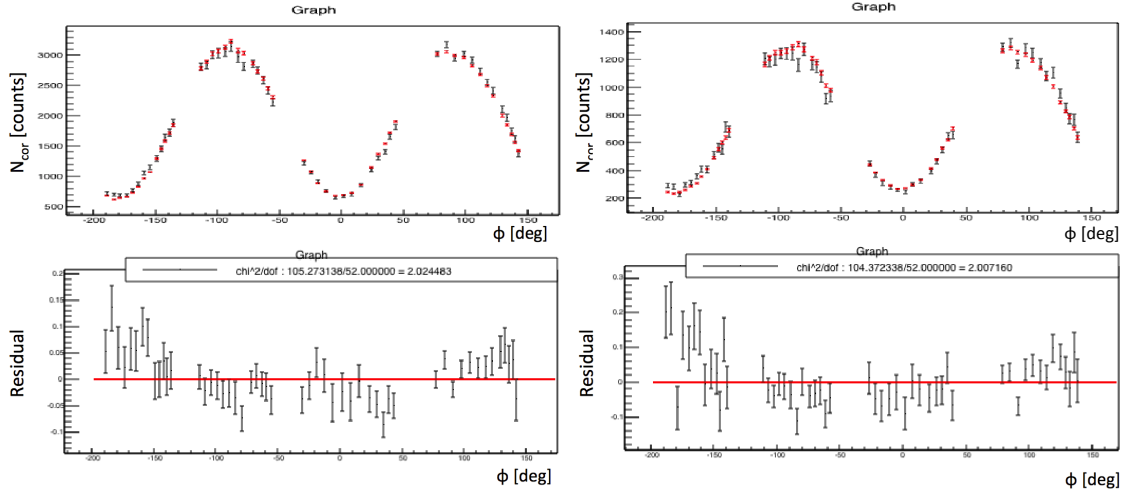 Graph
N_cor [counts]
3000
2500
2000
1500
1000
500
-200 -150 -100 -50 0 50 100
ϕ [deg]
Graph
N_cor [counts]
1400
1200
1000
800
600
400
200
-200 -150 -100 -50 0 50 100 150
ϕ [deg]
Graph
chi^2/dof : 105.273138/52.000000 = 2.024483
Residual
0.2
0.15
0.1
0.05
0
-0.05
-0.1
-200 -150 -100 -50 0 50 100 150
ϕ [deg]
Graph
chi^2/dof : 104.372338/52.000000 = 2.007160
Residual
0.3
0.2
0.1
0
-0.1
-200 -150 -100 -50 0 50 100 150
ϕ [deg]